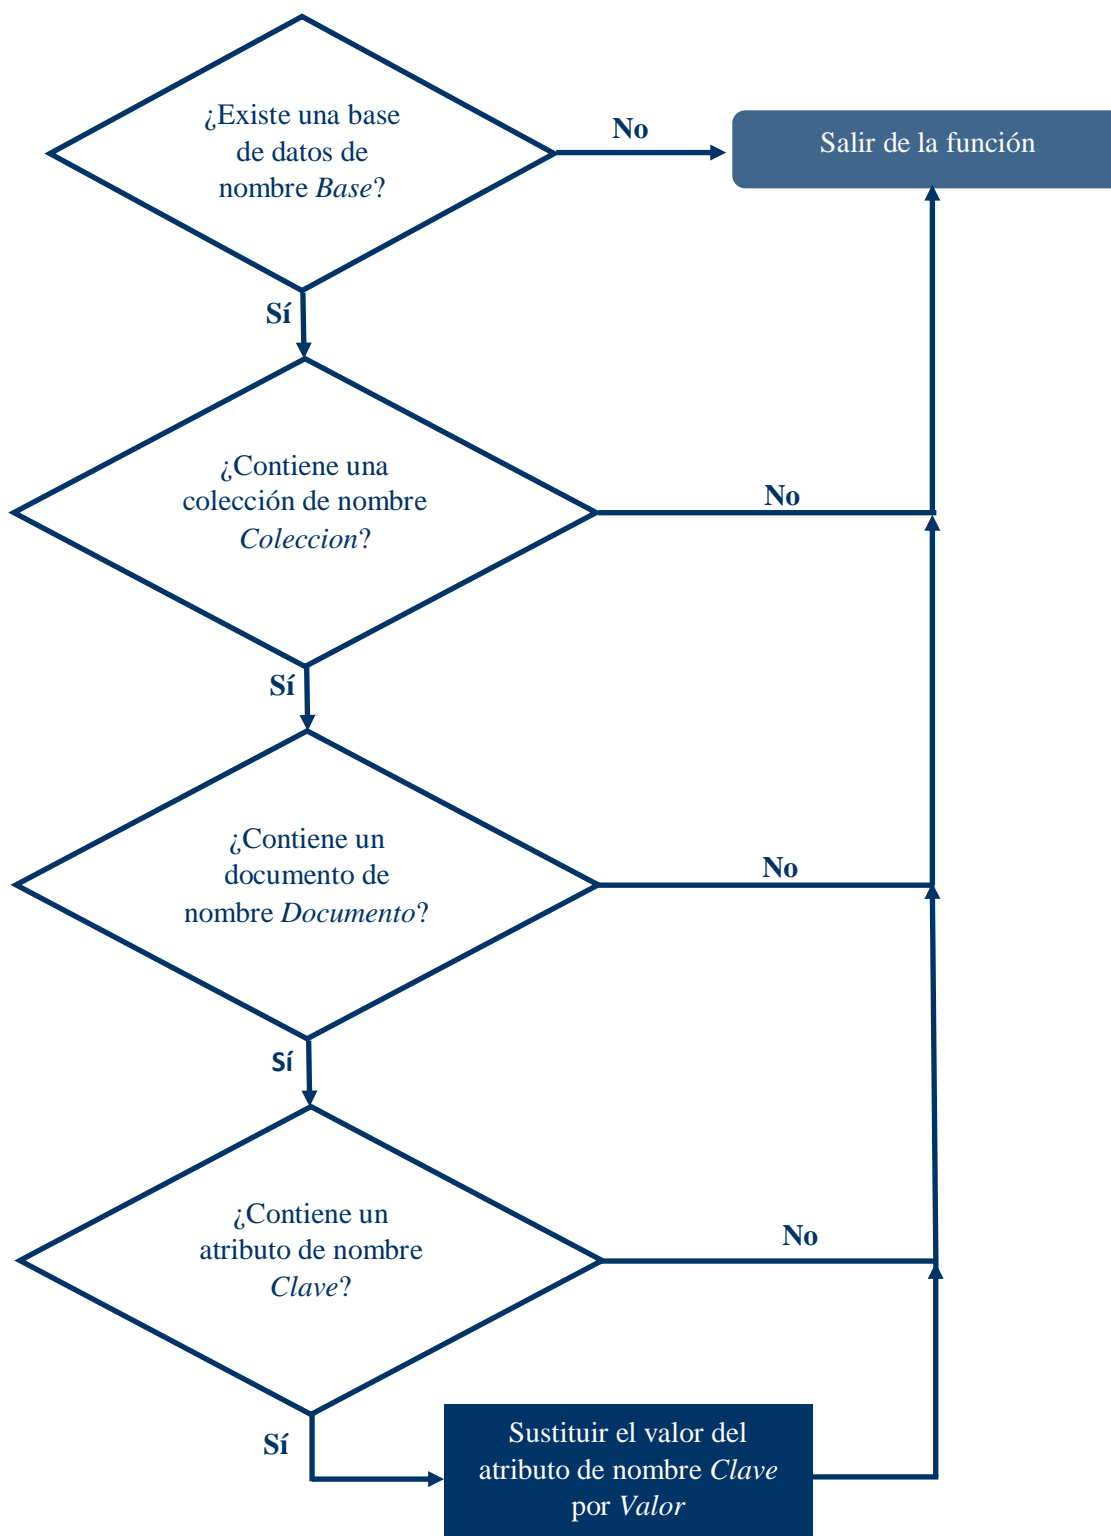 ¿Existe una base
de datos de
nombre Base?
No
Salir de la función
Sí
¿Contiene una
colección de nombre
Coleccion?
No
Sí
¿Contiene un
documento de
nombre Documento?
No
Sí
¿Contiene un
atributo de nombre
Clave?
No
Sí
Sustituir el valor del
atributo de nombre Clave
por Valor